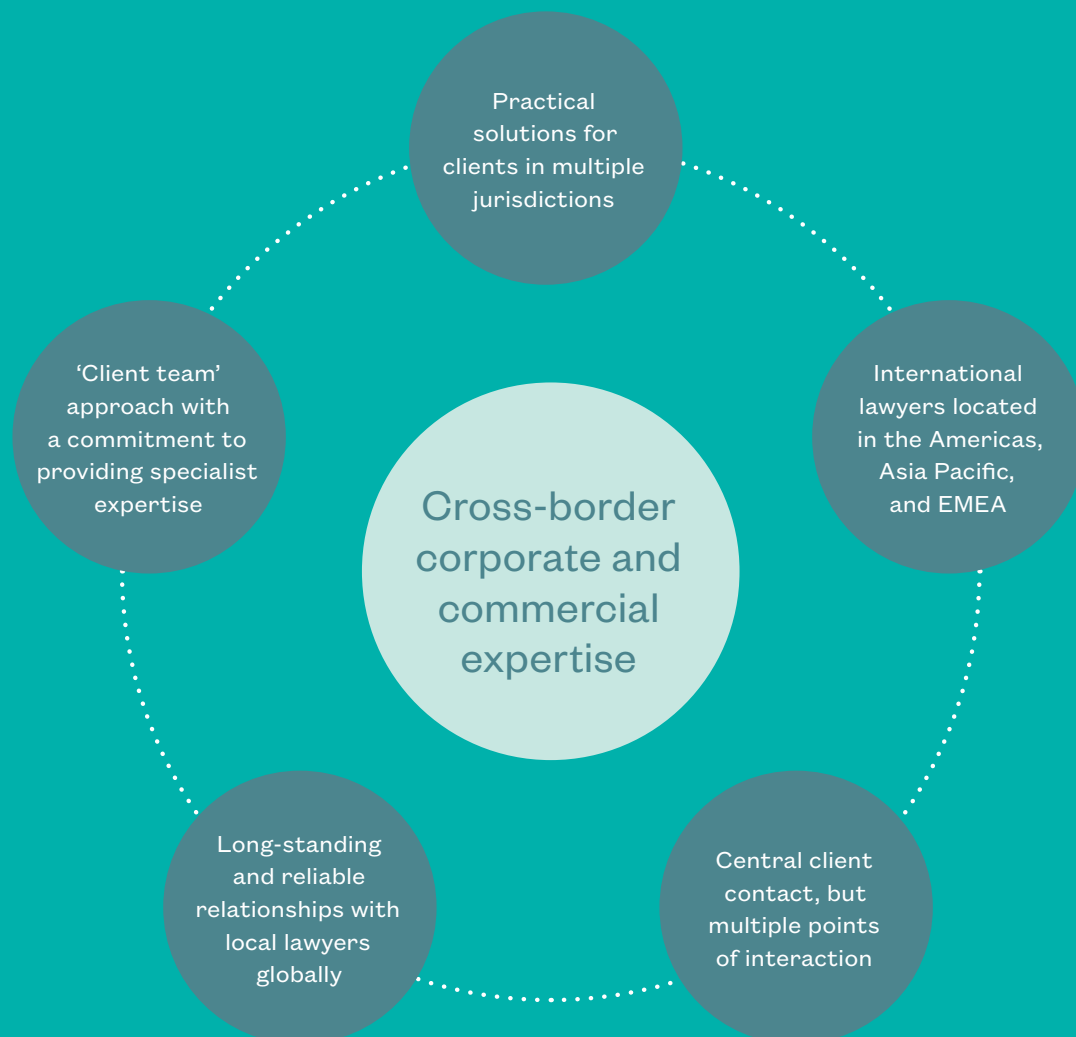 Practical
solutions for
clients in multiple
jurisdictions
‘Client team’
approach with
a commitment to
providing specialist
expertise
International
lawyers located
in the Americas,
Asia Pacific,
and EMEA
Cross-border
corporate and
commercial
expertise
Long-standing
and reliable
relationships with
local lawyers
globally
Central client
contact, but
multiple points
of interaction